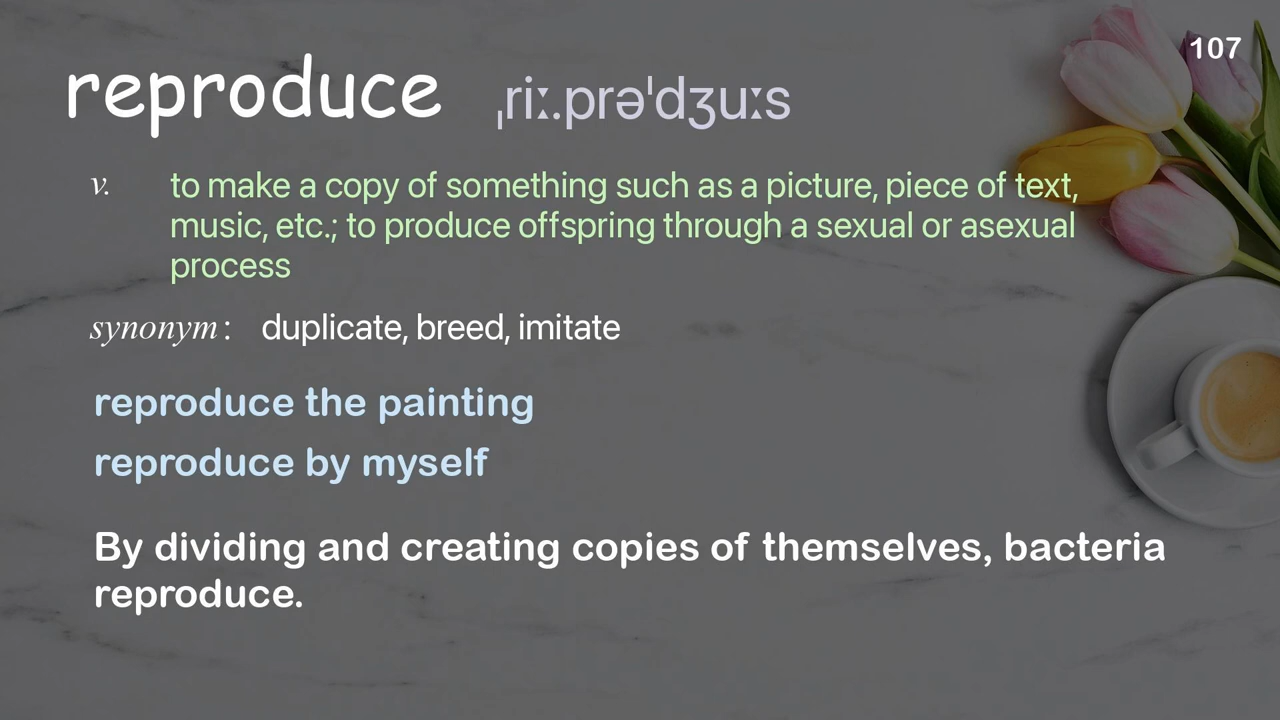 107
reproduce ˌriː.prəˈdʒuːs
v. to make a copy of something such as a picture, piece of text,
music, etc.; to produce offspring through a sexual or asexual
process
synonym: duplicate, breed, imitate
reproduce the painting
reproduce by myself
By dividing and creating copies of themselves, bacteria
reproduce.